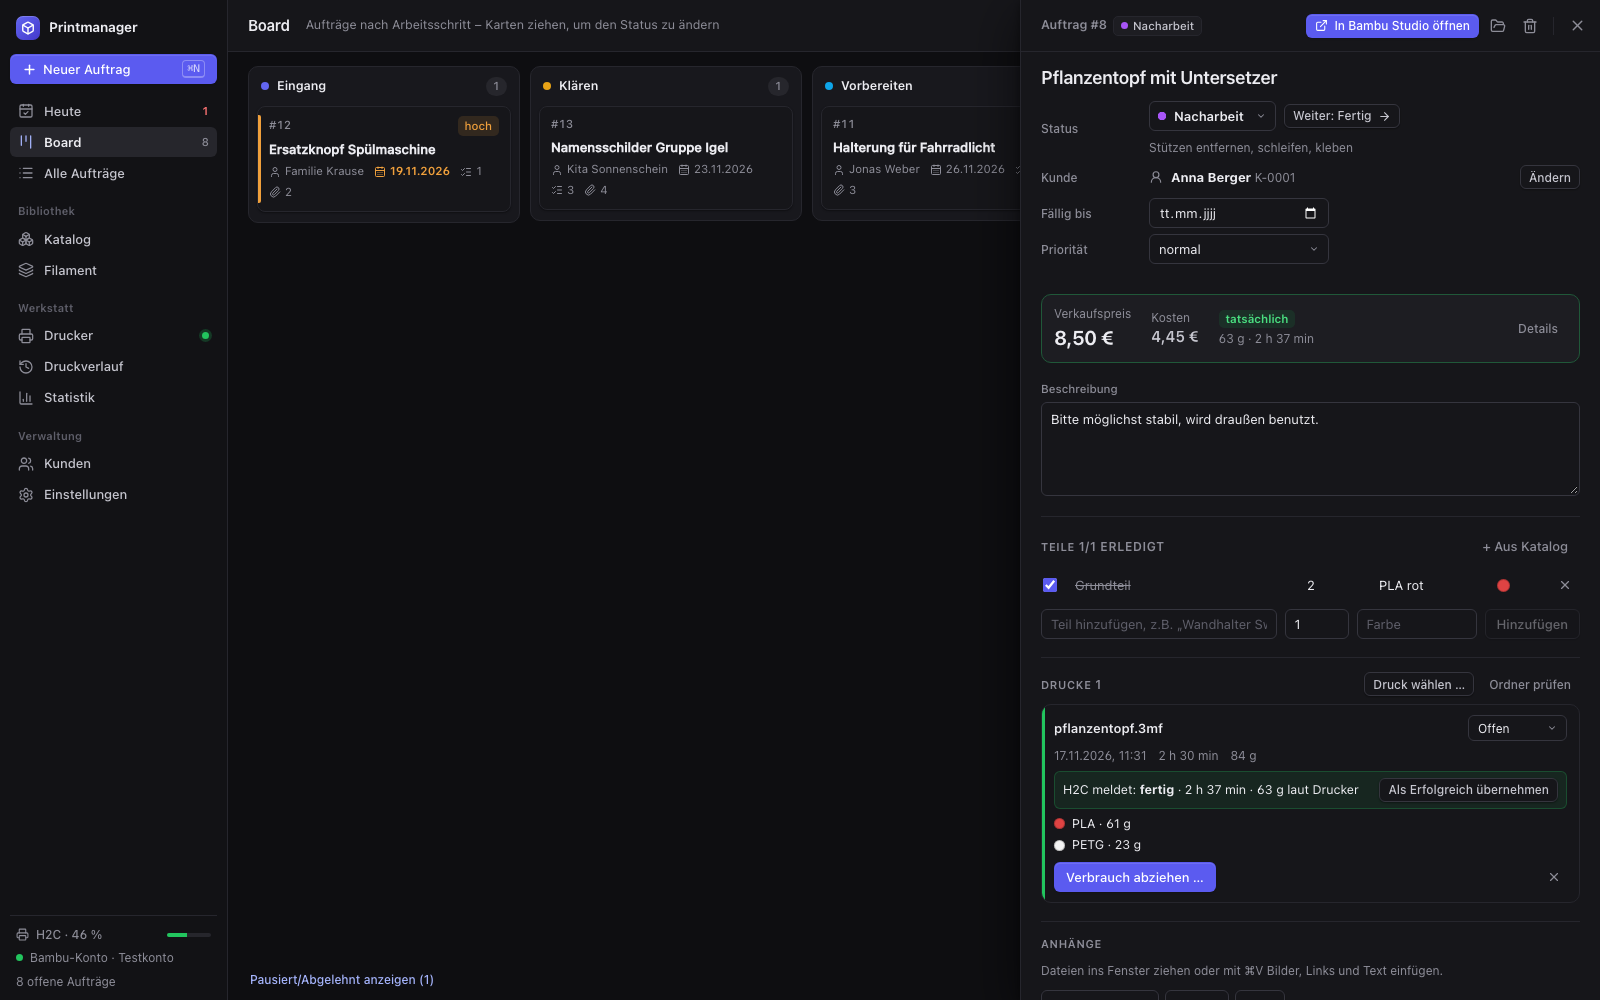 Printmanager
Neuer Auftrag ⌘N
Heute 1
Board 8
Alle Aufträge
Bibliothek
Katalog
Filament
Werkstatt
Drucker
Druckverlauf
Statistik
Verwaltung
Kunden
Einstellungen
H2C · 46 %
Bambu-Konto · Testkonto
8 offene Aufträge
Board Aufträge nach Arbeitsschritt – Karten ziehen, um den Status zu ändern
Eingang 1
#12 hoch
Ersatzknopf Spülmaschine
Familie Krause 19.11.2026 1
2
Klären 1
#13
Namensschilder Gruppe Igel
Kita Sonnenschein 23.11.2026
3 4
Vorbereiten
#11
Halterung für Fahrradlicht
Jonas Weber 26.11.2026
3
Pausiert/Abgelehnt anzeigen (1)
Auftrag #8 Nacharbeit In Bambu Studio öffnen
Pflanzentopf mit Untersetzer
Status Nacharbeit Weiter: Fertig →
Stützen entfernen, schleifen, kleben
Kunde Anna Berger K-0001 Ändern
Fällig bis tt.mm.jjjj
Priorität normal
Verkaufspreis Kosten tatsächlich
8,50 € 4,45 € 63 g · 2 h 37 min Details
Beschreibung
Bitte möglichst stabil, wird draußen benutzt.
TEILE 1/1 ERLEDIGT + Aus Katalog
Grundteil 2 PLA rot
Teil hinzufügen, z.B. „Wandhalter Sv 1 Farbe Hinzufügen
DRUCKE 1 Druck wählen … Ordner prüfen
pflanzentopf.3mf Offen
17.11.2026, 11:31 2 h 30 min 84 g
H2C meldet: fertig · 2 h 37 min · 63 g laut Drucker Als Erfolgreich übernehmen
PLA · 61 g
PETG · 23 g
Verbrauch abziehen …
ANHÄNGE
Dateien ins Fenster ziehen oder mit ⌘V Bilder, Links und Text einfügen.